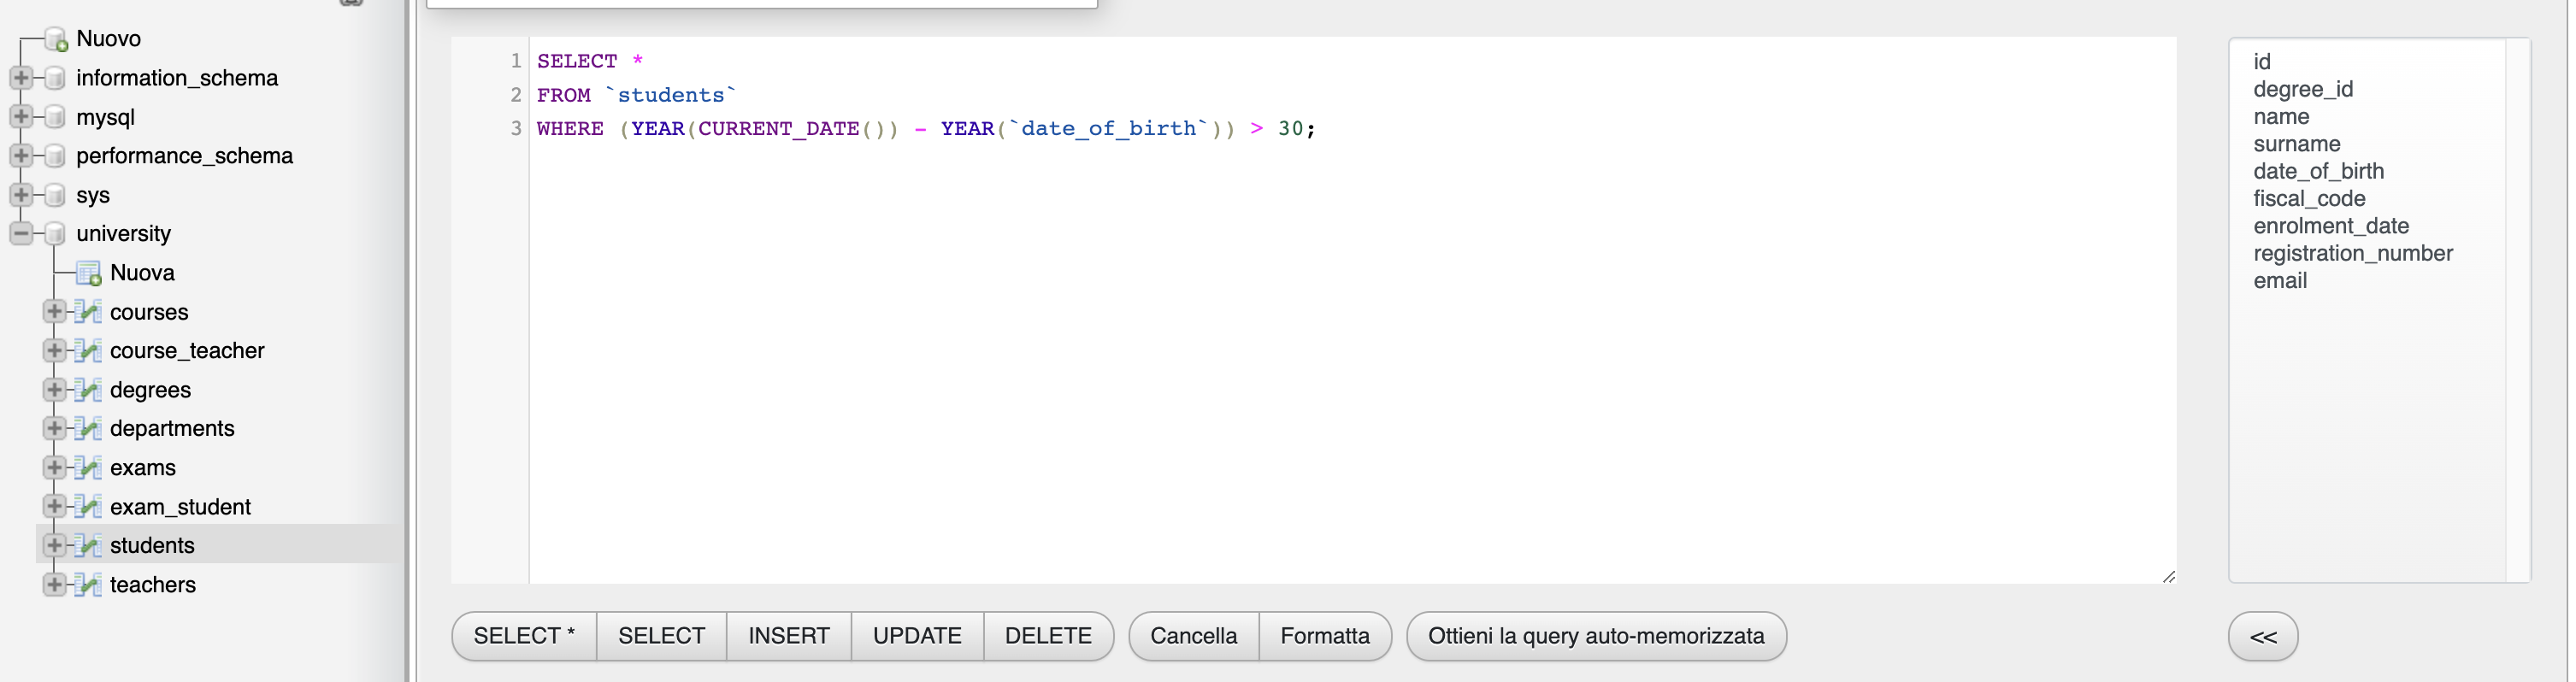 Nuovo
information_schema
mysql
performance_schema
sys
university
Nuova
courses
course_teacher
degrees
departments
exams
exam_student
students
teachers
1 SELECT *
2 FROM `students`
3 WHERE (YEAR(CURRENT_DATE()) - YEAR(`date_of_birth`)) > 30;
id
degree_id
name
surname
date_of_birth
fiscal_code
enrolment_date
registration_number
email
SELECT * SELECT INSERT UPDATE DELETE Cancella Formatta Ottieni la query auto-memorizzata <<